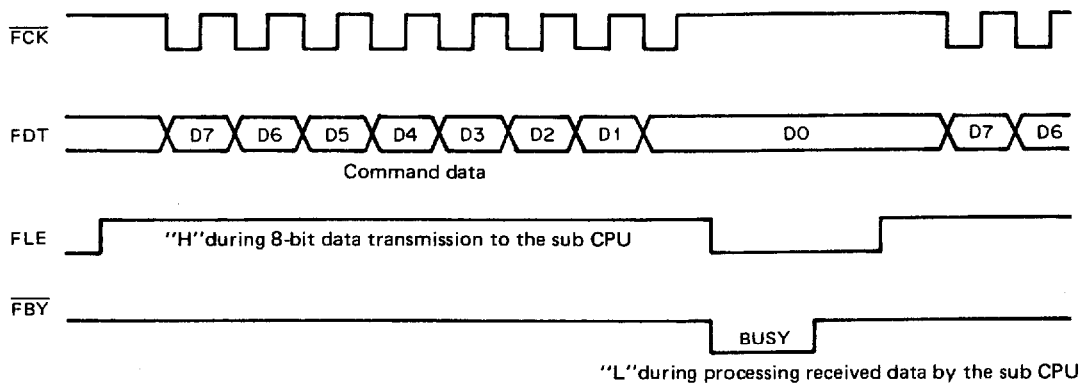 FCK
FDT D7 D6 D5 D4 D3 D2 D1 D0 D7 D6
Command data
FLE "H"during 8-bit data transmission to the sub CPU
FBY
BUSY
"L"during processing received data by the sub CPU